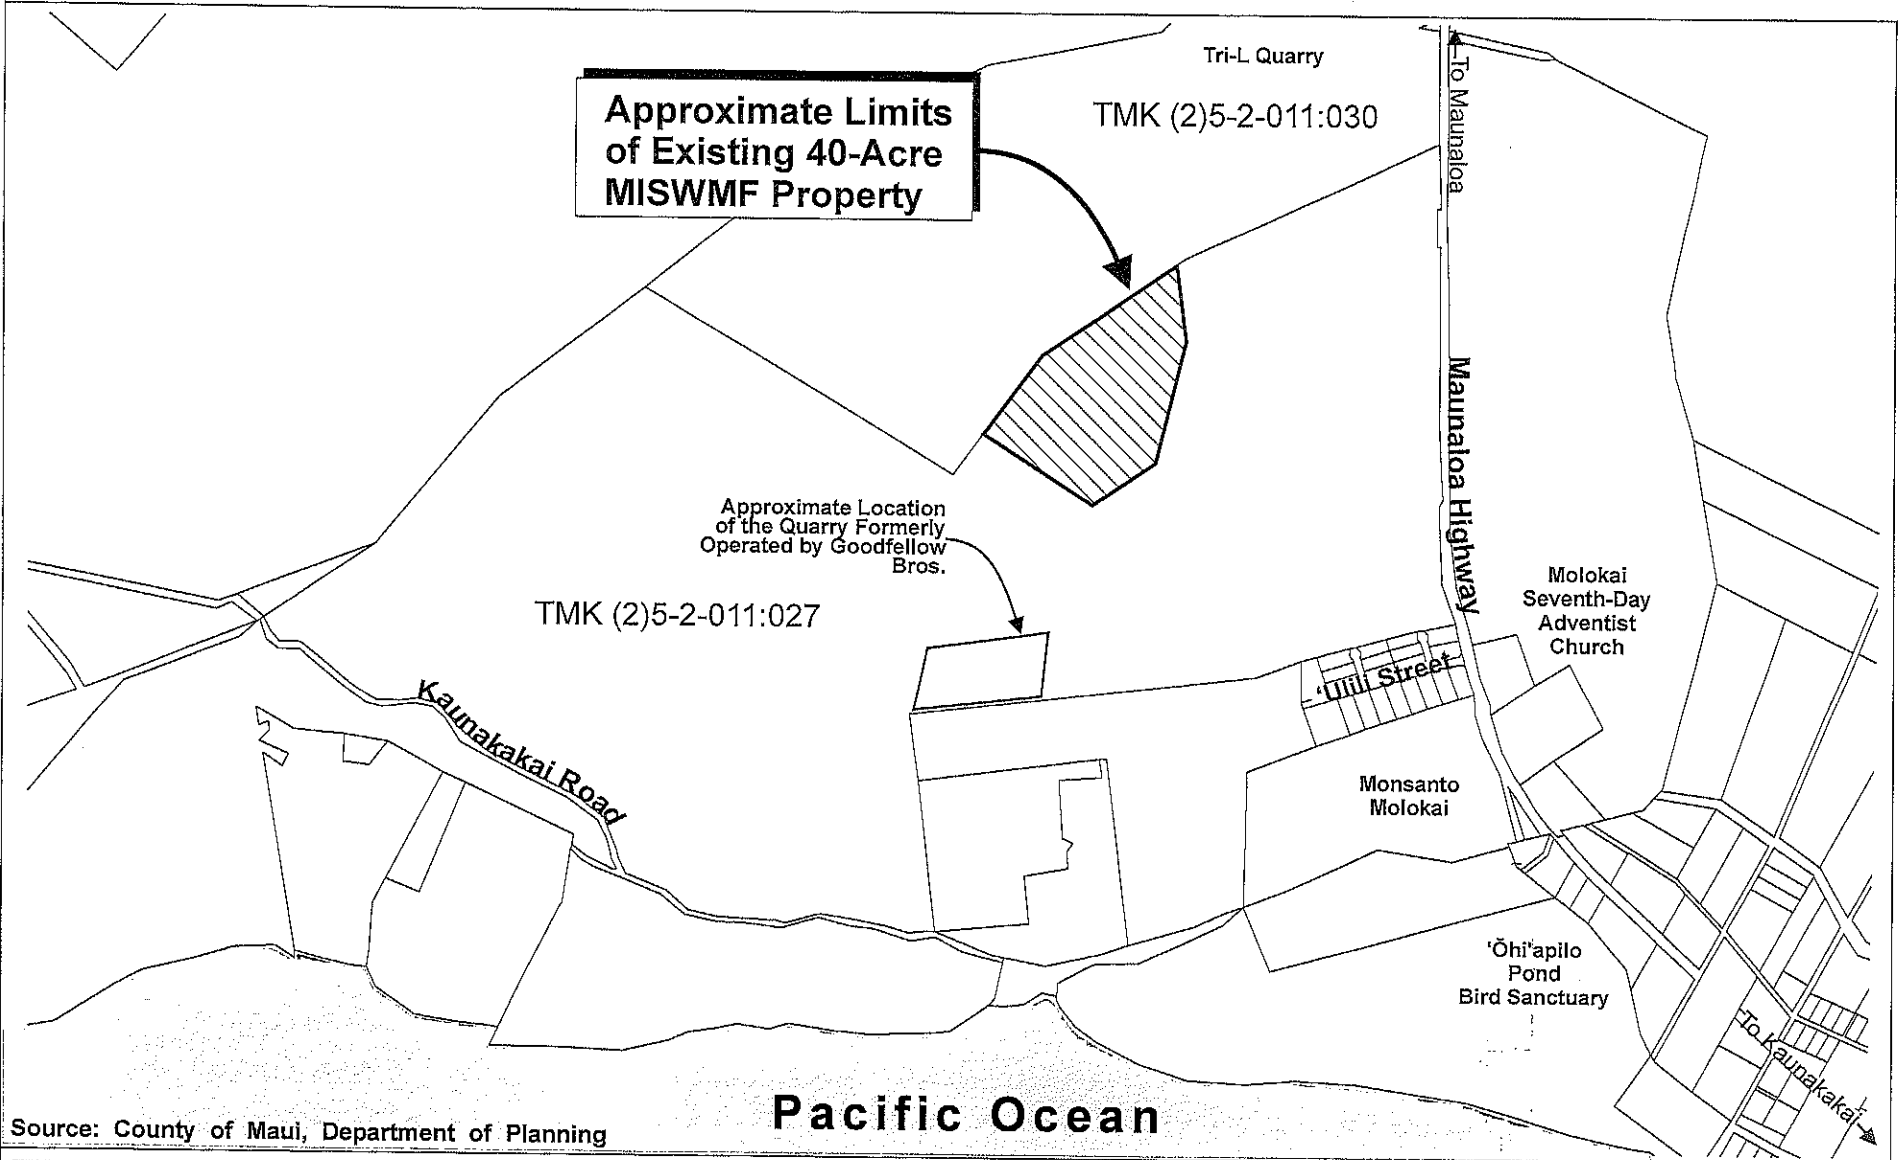 Tri-L Quarry
TMK (2)5-2-011:030
To Maunaloa
Approximate Limits
of Existing 40-Acre
MISWMF Property
Maunaloa Highway
Approximate Location
of the Quarry Formerly
Operated by Goodfellow
Bros.
TMK (2)5-2-011:027
Molokai
Seventh-Day
Adventist
Church
'Ulili Street
Kaunakakai Road
Monsanto
Molokai
'Ōhi'apilo
Pond
Bird Sanctuary
To Kaunakakai
Pacific Ocean
Source: County of Maui, Department of Planning